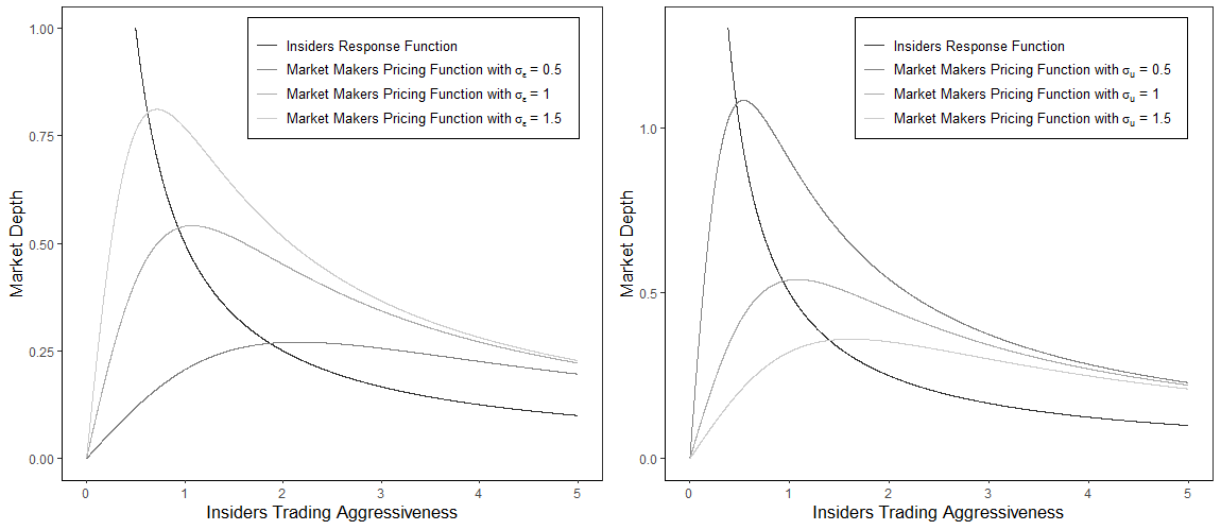 Insiders Response Function
Market Makers Pricing Function with σε = 0.5
Market Makers Pricing Function with σε = 1
Market Makers Pricing Function with σε = 1.5
1.00
0.75
0.50
0.25
0.00
Market Depth
0 1 2 3 4 5
Insiders Trading Aggressiveness
Insiders Response Function
Market Makers Pricing Function with σu = 0.5
Market Makers Pricing Function with σu = 1
Market Makers Pricing Function with σu = 1.5
1.0
0.5
0.0
Market Depth
0 1 2 3 4 5
Insiders Trading Aggressiveness